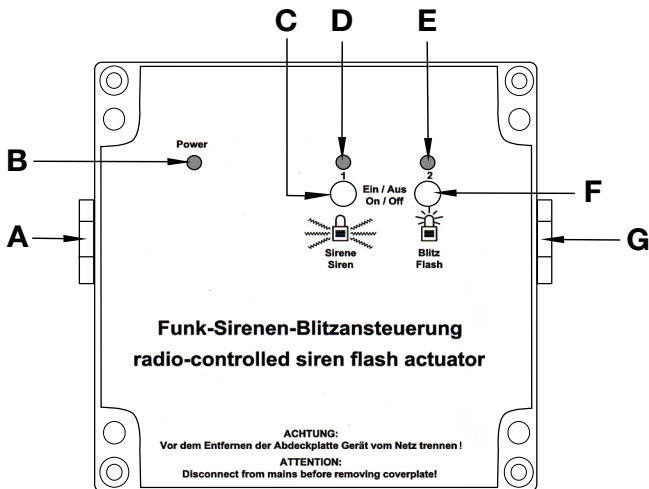 C D E
Power
B
1 2
Ein / Aus
On / Off
F
A
G
Sirene
Siren
Blitz
Flash
Funk-Sirenen-Blitzansteuerung
radio-controlled siren flash actuator
ACHTUNG:
Vor dem Entfernen der Abdeckplatte Gerät vom Netz trennen !
ATTENTION:
Disconnect from mains before removing coverplate!